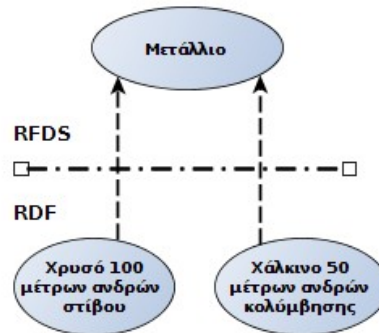 Μετάλλιο
RFDS
RDF
Χρυσό 100
μέτρων ανδρών
στίβου
Χάλκινο 50
μέτρων ανδρών
κολύμβησης